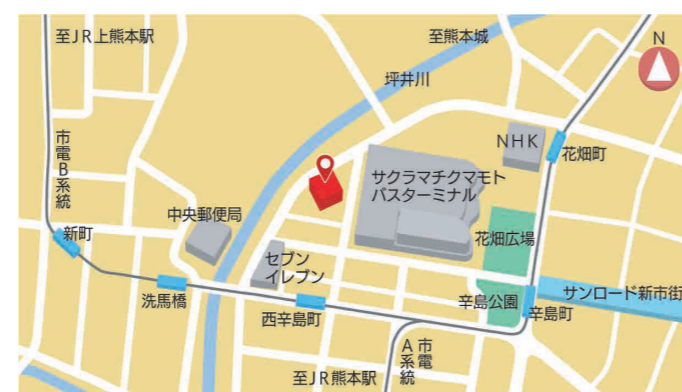 至JR上熊本駅
至熊本城
N
坪井川
市電B系統
NHK
花畑町
サクラマチクマモト
バスターミナル
中央郵便局
新町
花畑広場
セブン
イレブン
洗馬橋
西辛島町
辛島公園
サンロード新市街
辛島町
市電
A系統
至JR熊本駅